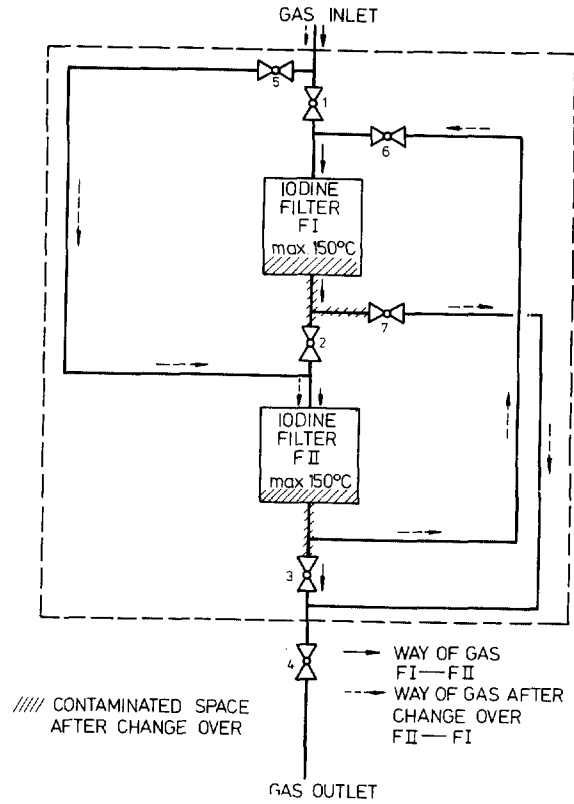 GAS INLET
5
1
6
IODINE
FILTER
FI
max. 150°C
7
2
IODINE
FILTER
FII
max 150°C
3
4
WAY OF GAS
FI—FII
WAY OF GAS AFTER
CHANGE OVER
FII—FI
///// CONTAMINATED SPACE
AFTER CHANGE OVER
GAS OUTLET